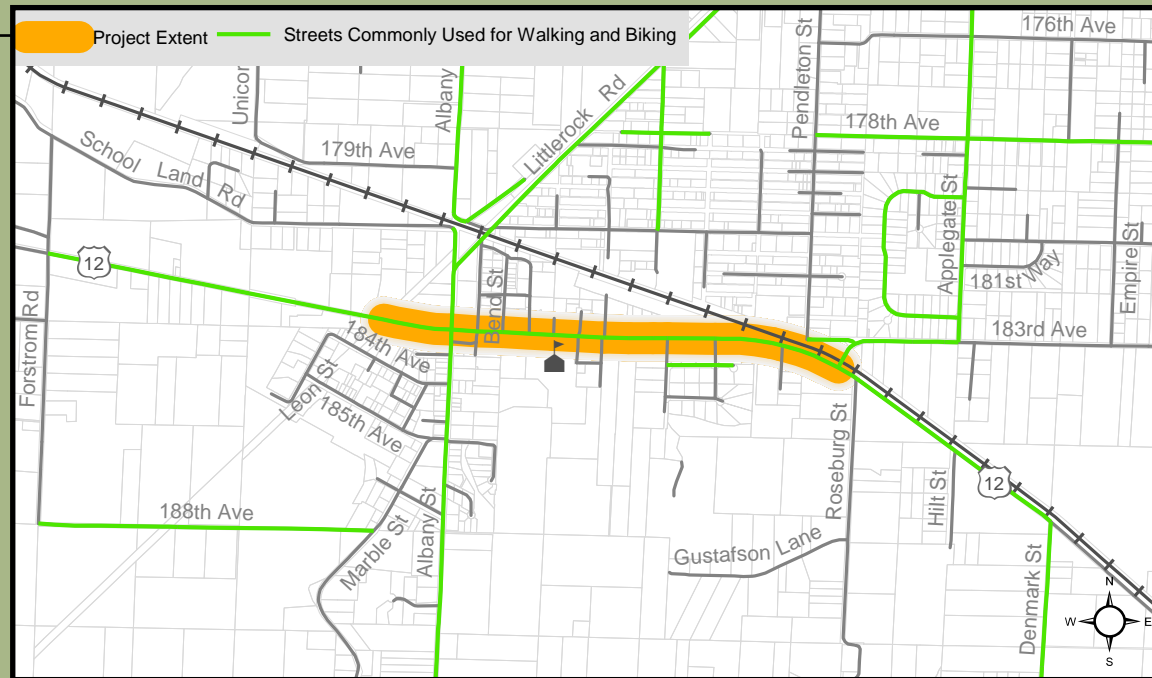 Project Extent
Streets Commonly Used for Walking and Biking
176th Ave
Pendleton St
Unicor
Albany
Littlerock Rd
178th Ave
179th Ave
School Land Rd
Applegate St
12
Bend St
181st Way
Empire St
Forstrom Rd
183rd Ave
184th Ave
Leon St
185th Ave
Roseburg St
12
Hilt St
188th Ave
Albany St
Marble St
Gustafson Lane
Denmark St
N
W
E
S